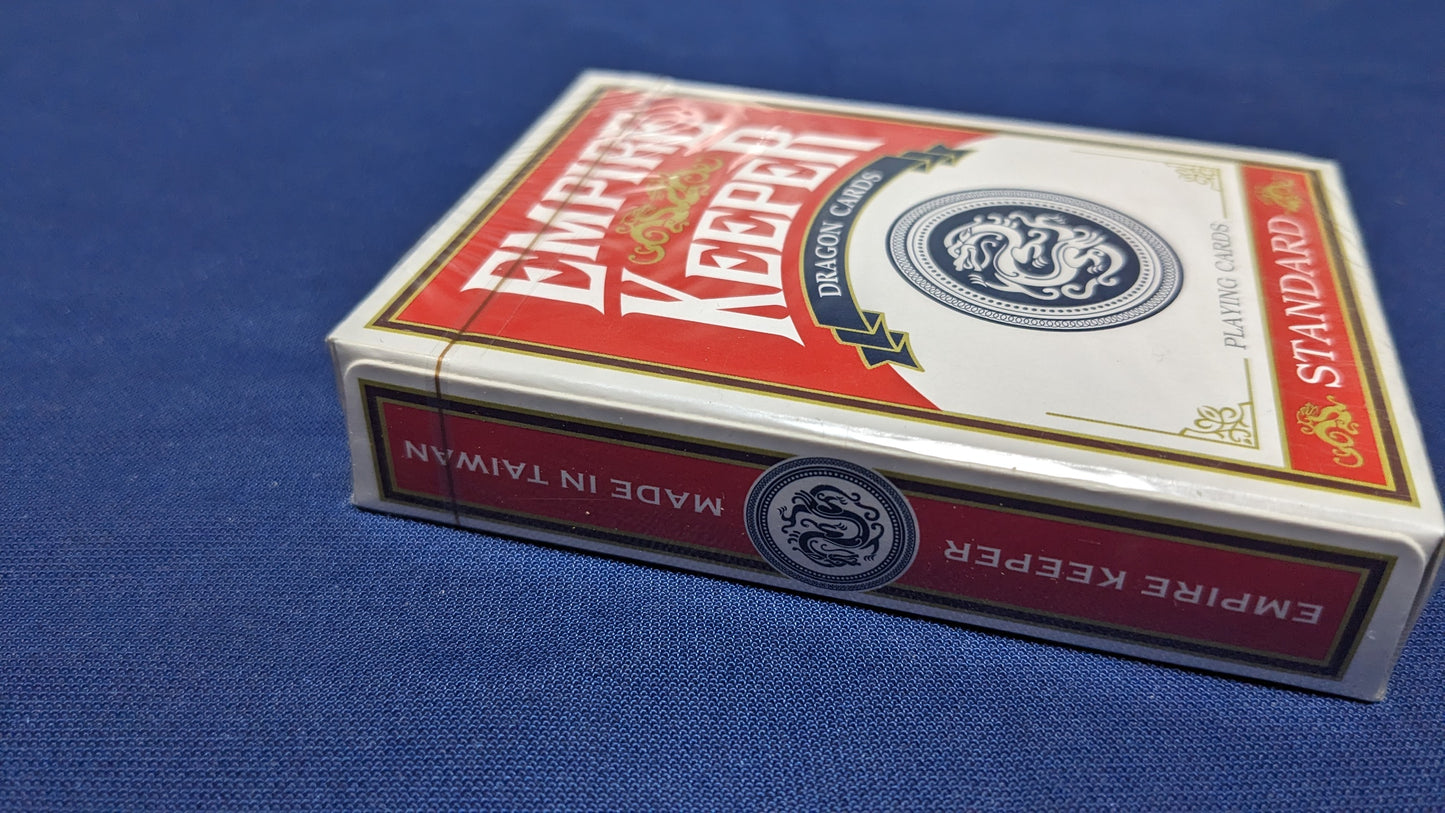 EMPIRE
KEEPER
DRAGON CARDS
PLAYING CARDS
STANDARD
EMPIRE KEEPER
MADE IN TAIWAN